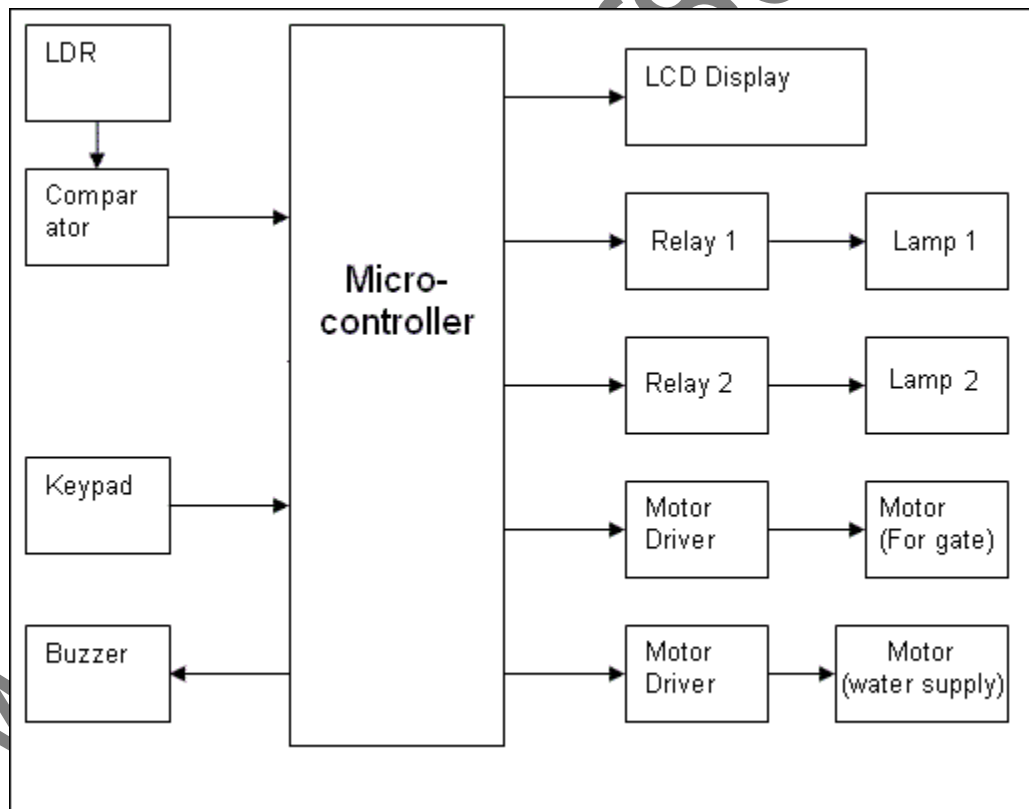 LDR
Compar
ator
Keypad
Buzzer
Micro-
controller
LCD Display
Relay 1
Lamp 1
Relay 2
Lamp 2
Motor
Driver
Motor
(For gate)
Motor
Driver
Motor
(water supply)